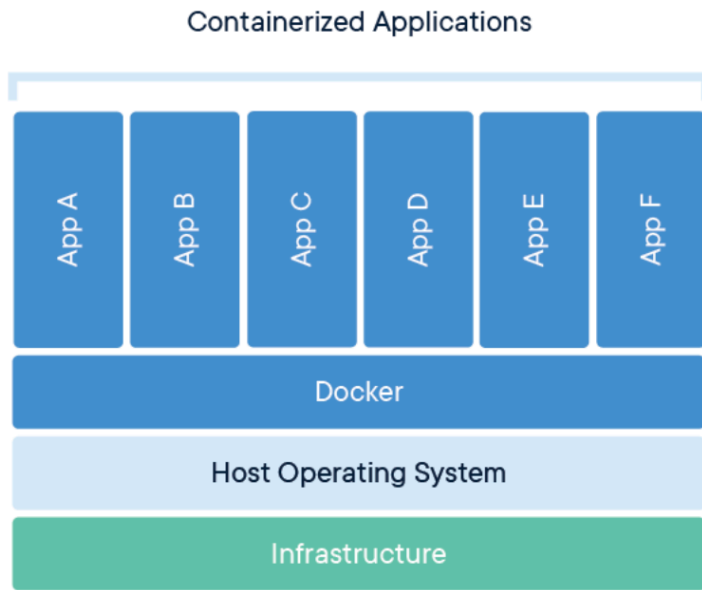 Containerized Applications
App A
App B
App C
App D
App E
App F
Docker
Host Operating System
Infrastructure